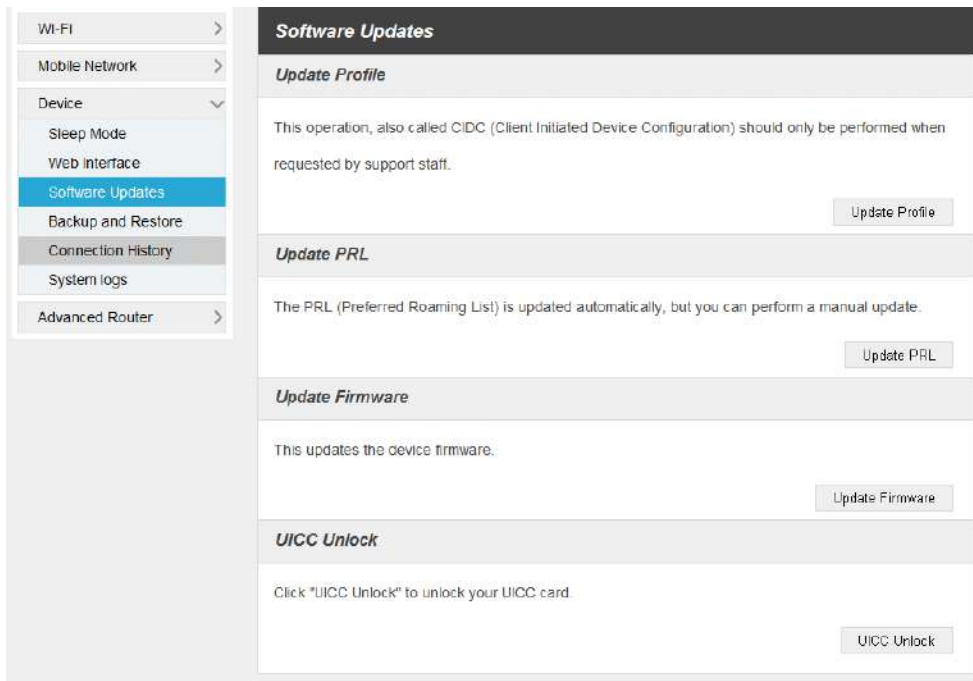 WI-FI
Mobile Network
Device
Sleep Mode
Web Interface
Software Updates
Backup and Restore
Connection History
System logs
Advanced Router
Software Updates
Update Profile
This operation, also called CIDC (Client Initiated Device Configuration) should only be performed when
requested by support staff.
Update Profile
Update PRL
The PRL (Preferred Roaming List) is updated automatically, but you can perform a manual update.
Update PRL
Update Firmware
This updates the device firmware.
Update Firmware
UICC Unlock
Click "UICC Unlock" to unlock your UICC card.
UICC Unlock